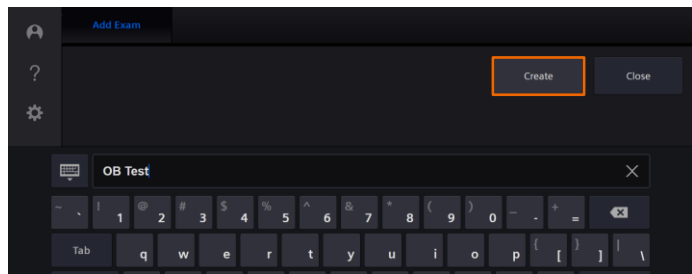 Add Exam
?
Create Close
OB Test
~ ` ! 1 @ 2 # 3 $ 4 % 5 ^ 6 & 7 * 8 ( 9 ) 0 _ - + =
Tab q w e r t y u i o p { [ } ] | \